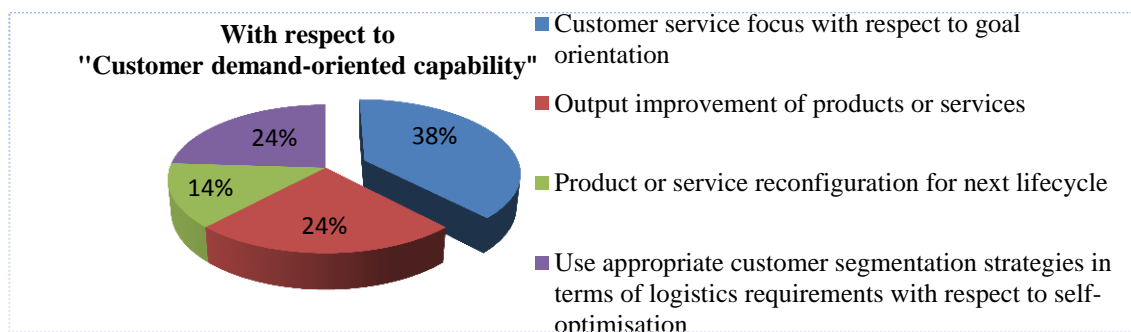 With respect to
"Customer demand-oriented capability"
38%
24%
14%
24%
Customer service focus with respect to goal
orientation
Output improvement of products or services
Product or service reconfiguration for next lifecycle
Use appropriate customer segmentation strategies in
terms of logistics requirements with respect to self-
optimisation